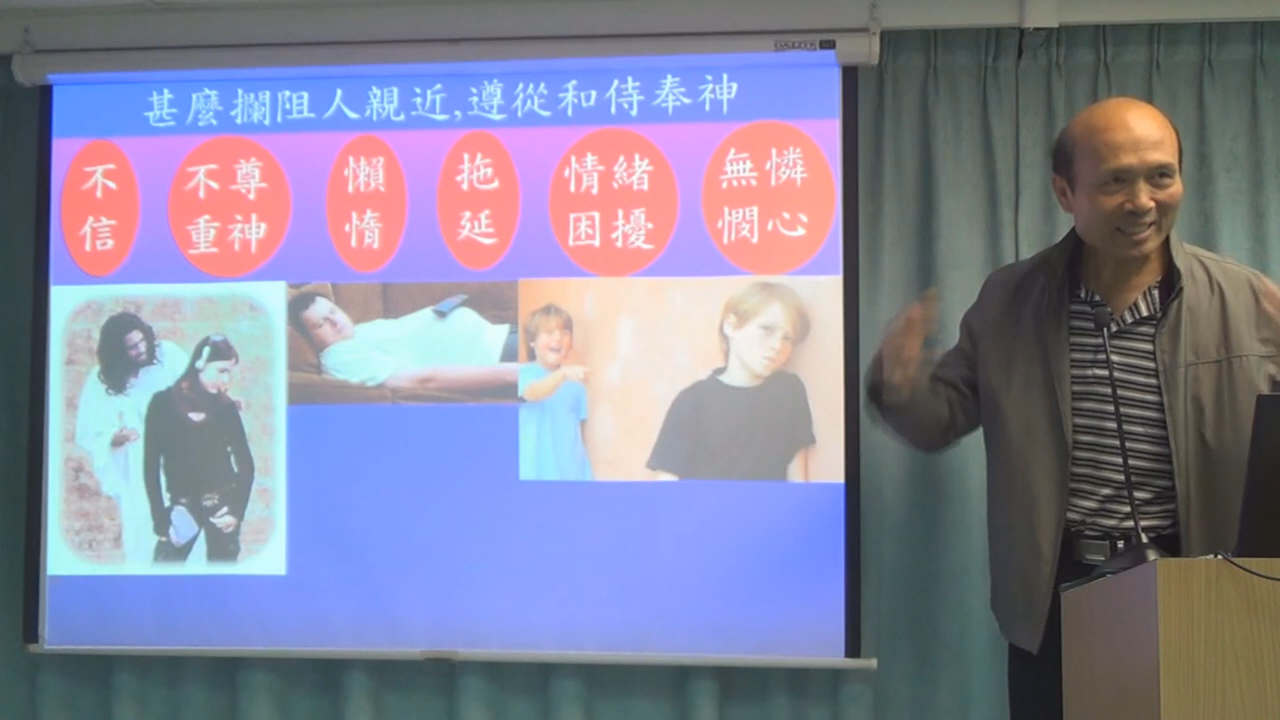 甚麼攔阻人親近,遵從和侍奉神
不信
不尊重神
懶惰
拖延
情緒困擾
無憐憫心